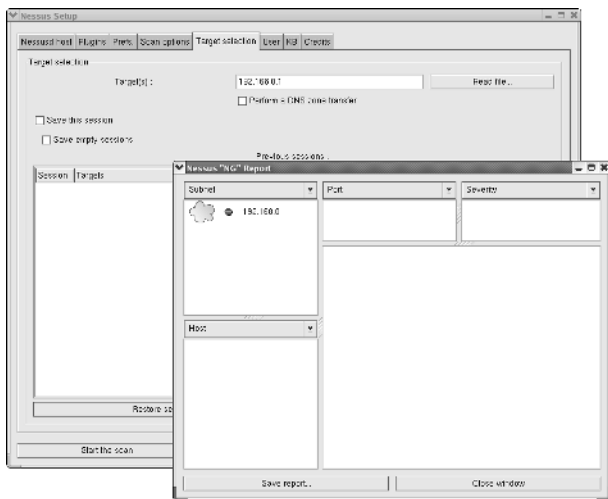 Nessus Setup
Nessusd host Plugins Prefs. Scan options Target selection User KB Credits
Target selection
Target(s) :
192.168.0.1
Read file...
Perform a DNS zone transfer
Save this session
Save empty sessions
Previous sessions :
Session Targets
Restore se
Start the scan
Nessus "NG" Report
Subnet
Port
Severity
192.168.0
Host
Save report...
Close window